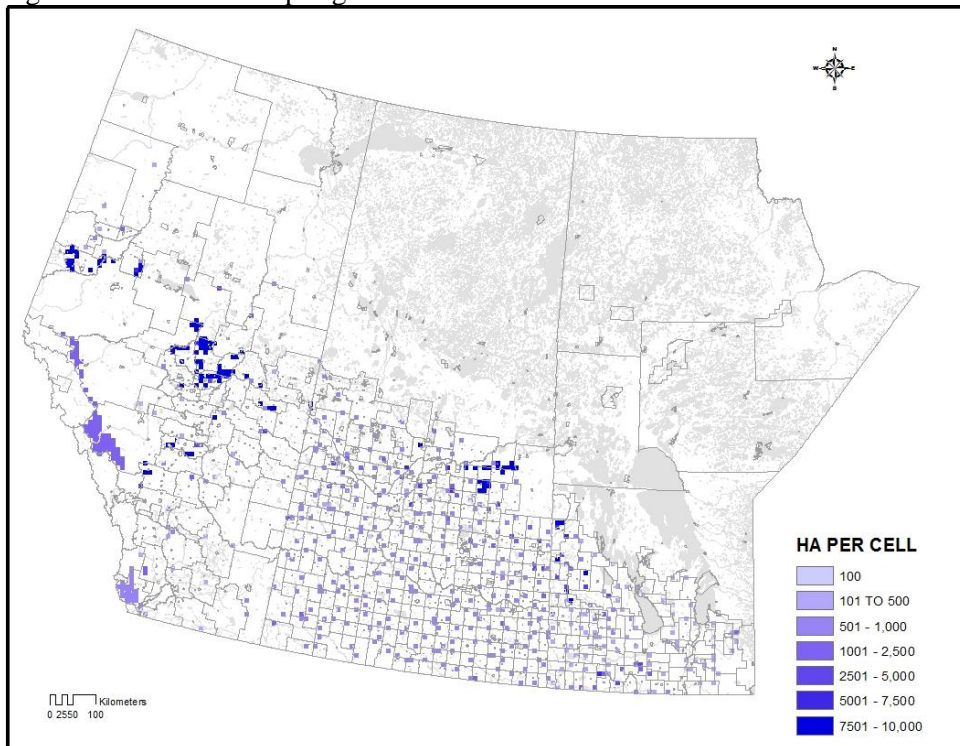 N
W E
S
HA PER CELL
100
101 TO 500
501 - 1,000
1001 - 2,500
2501 - 5,000
5001 - 7,500
7501 - 10,000
Kilometers
0 2550 100